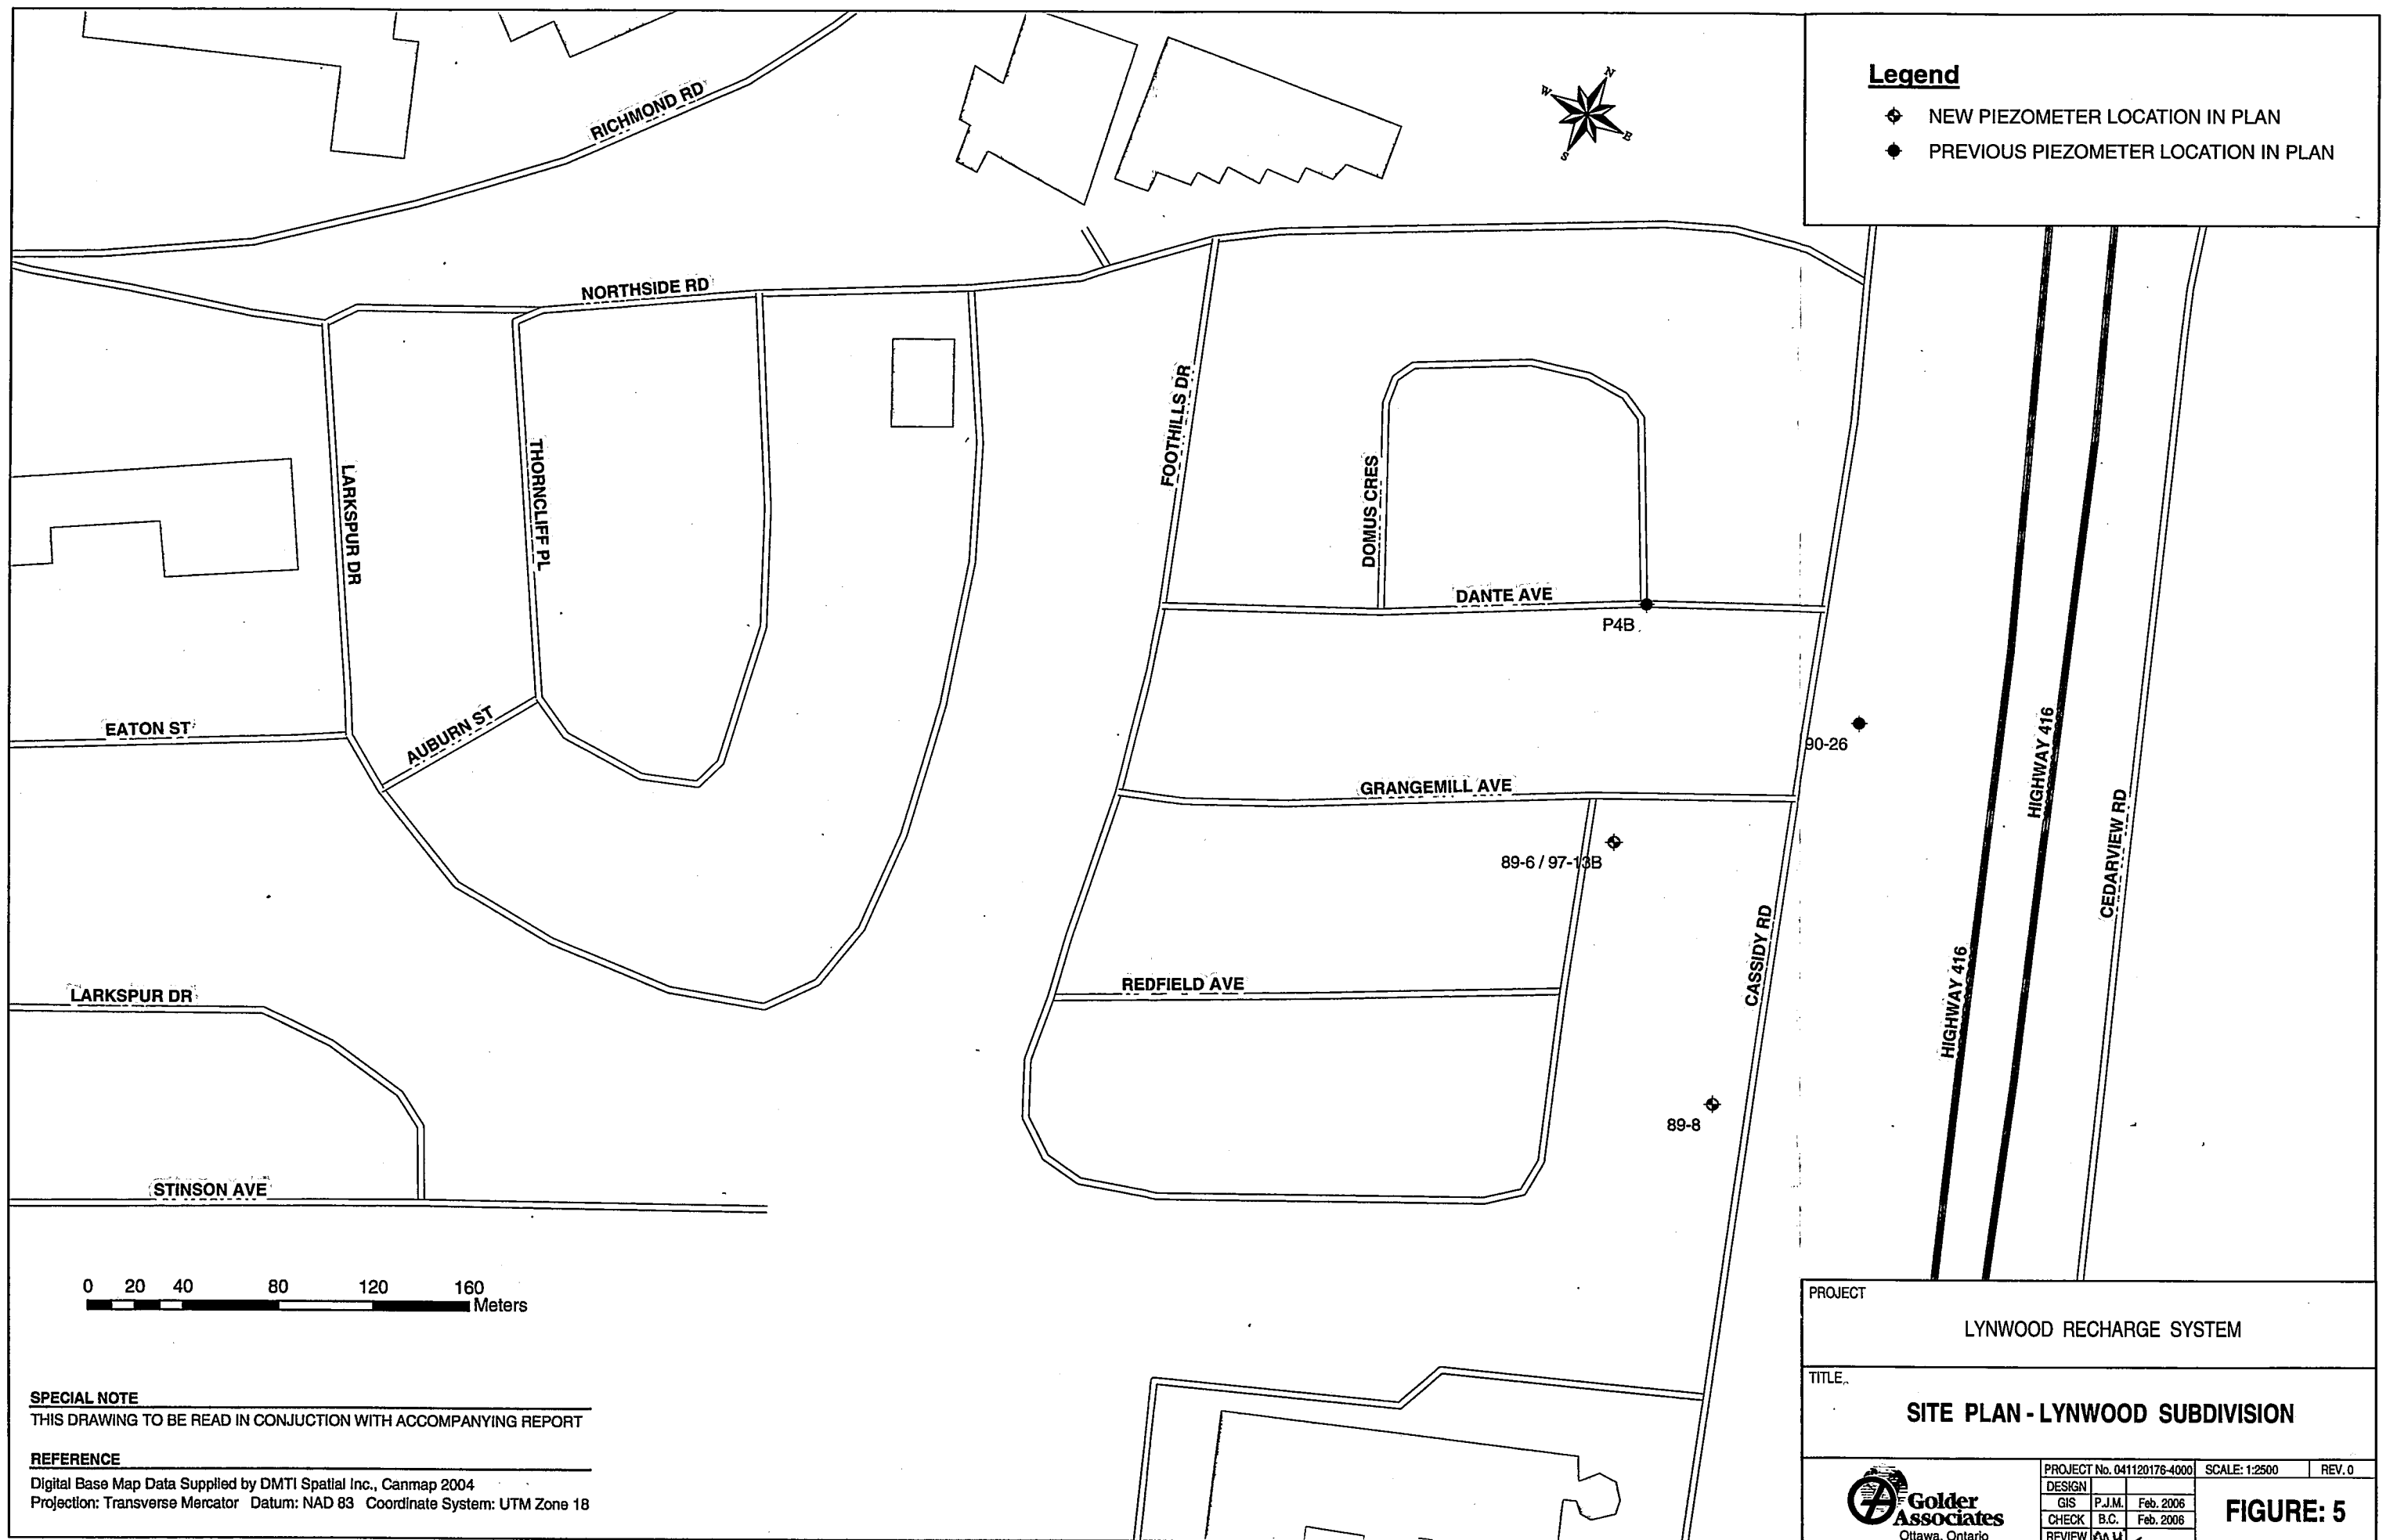 Legend
NEW PIEZOMETER LOCATION IN PLAN
PREVIOUS PIEZOMETER LOCATION IN PLAN
N
W
E
S
RICHMOND RD
NORTHSIDE RD
FOOTHILLS DR
LARKSPUR DR
THORNCLIFF PL
DOMUS CRES
DANTE AVE
P4B
EATON ST
AUBURN ST
90-26
HIGHWAY 416
GRANGEMILL AVE
CEDARVIEW RD
89-6 / 97-13B
CASSIDY RD
HIGHWAY 416
REDFIELD AVE
LARKSPUR DR
89-8
STINSON AVE
0 20 40 80 120 160
Meters
SPECIAL NOTE
THIS DRAWING TO BE READ IN CONJUCTION WITH ACCOMPANYING REPORT
REFERENCE
Digital Base Map Data Supplied by DMTI Spatial Inc., Canmap 2004
Projection: Transverse Mercator Datum: NAD 83 Coordinate System: UTM Zone 18
PROJECT
LYNWOOD RECHARGE SYSTEM
TITLE
SITE PLAN - LYNWOOD SUBDIVISION
Golder
Associates
Ottawa, Ontario
PROJECT No. 041120176-4000 SCALE: 1:2500 REV. 0
DESIGN
GIS P.J.M. Feb. 2006
CHECK B.C. Feb. 2006
REVIEW
FIGURE: 5